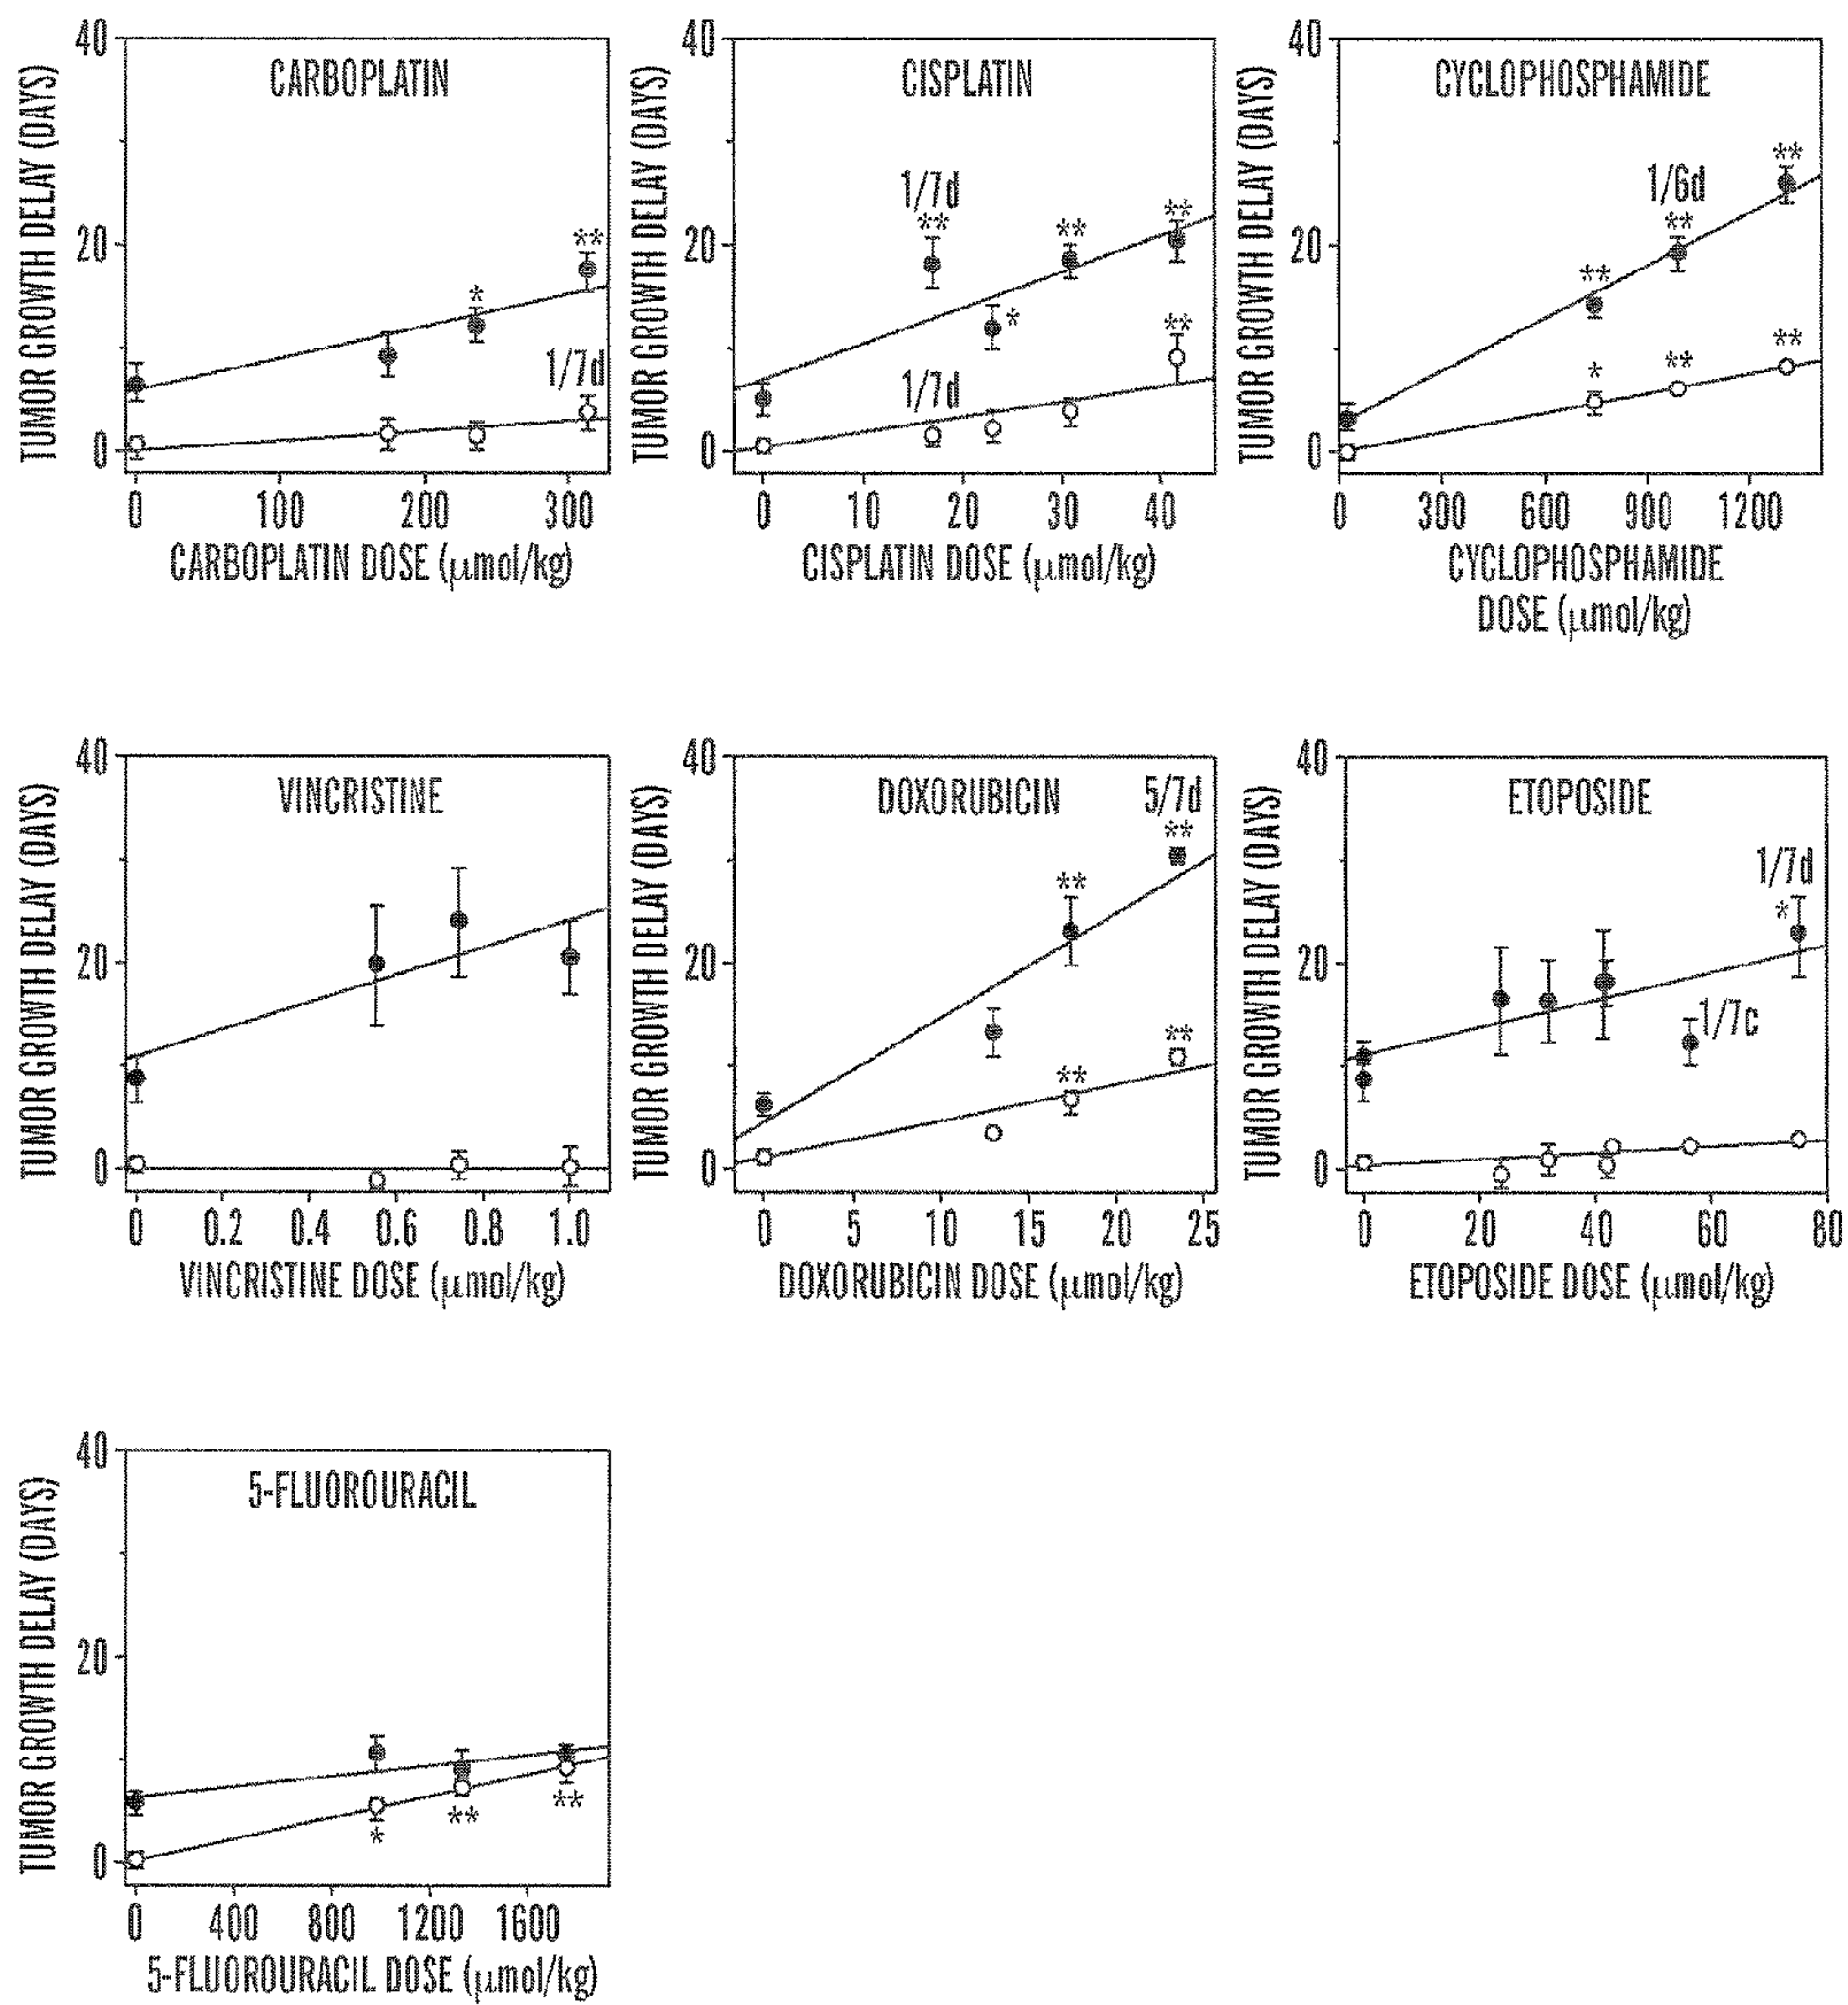 CARBOPLATIN
TUMOR GROWTH DELAY (DAYS)
40
20
0
**
*
1/7d
0 100 200 300
CARBOPLATIN DOSE (μmol/kg)
CISPLATIN
TUMOR GROWTH DELAY (DAYS)
40
20
0
1/7d
**
**
**
*
**
1/7d
0 10 20 30 40
CISPLATIN DOSE (μmol/kg)
CYCLOPHOSPHAMIDE
TUMOR GROWTH DELAY (DAYS)
40
20
0
**
1/6d
**
**
**
**
*
0 300 600 900 1200
CYCLOPHOSPHAMIDE
DOSE (μmol/kg)
VINCRISTINE
TUMOR GROWTH DELAY (DAYS)
40
20
0
0 0.2 0.6 0.8 1.0
VINCRISTINE DOSE (μmol/kg)
DOXORUBICIN
TUMOR GROWTH DELAY (DAYS)
40
20
0
5/7d
**
**
**
**
0 5 10 15 20 25
DOXORUBICIN DOSE (μmol/kg)
ETOPOSIDE
TUMOR GROWTH DELAY (DAYS)
40
20
0
1/7d
*
1/7c
0 20 40 60 80
ETOPOSIDE DOSE (μmol/kg)
5-FLUOROURACIL
TUMOR GROWTH DELAY (DAYS)
40
20
0
*
**
**
0 400 800 1200 1600
5-FLUOROURACIL DOSE (μmol/kg)